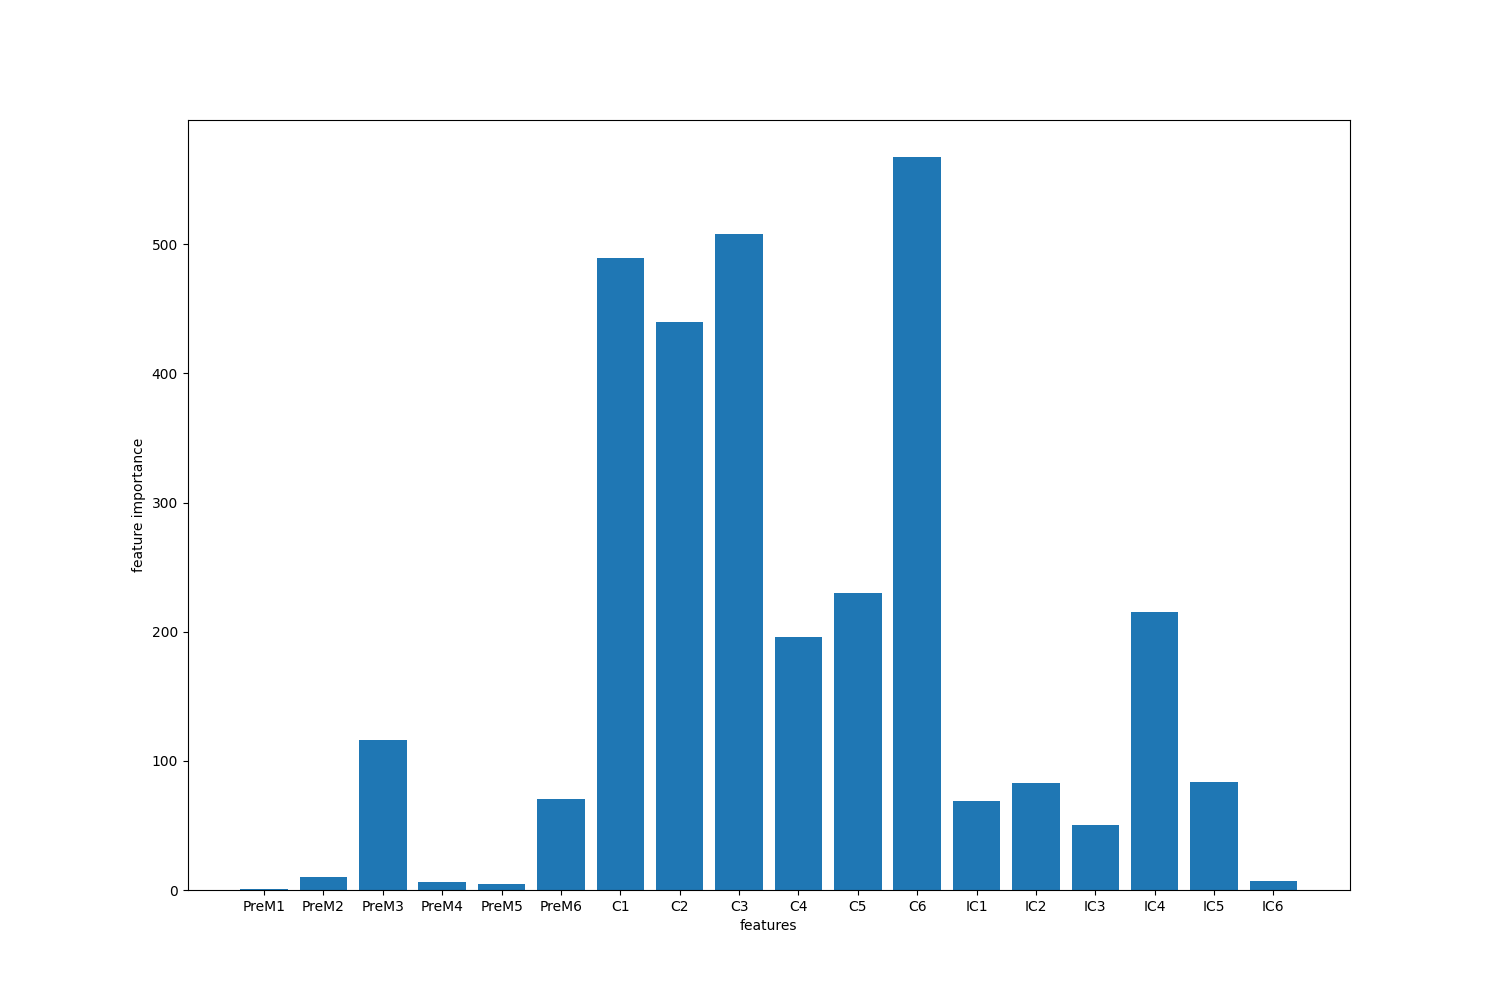 feature importance
500
400
300
200
100
0
PreM1 PreM2 PreM3 PreM4 PreM5 PreM6 C1 C2 C3 C4 C5 C6 IC1 IC2 IC3 IC4 IC5 IC6
features